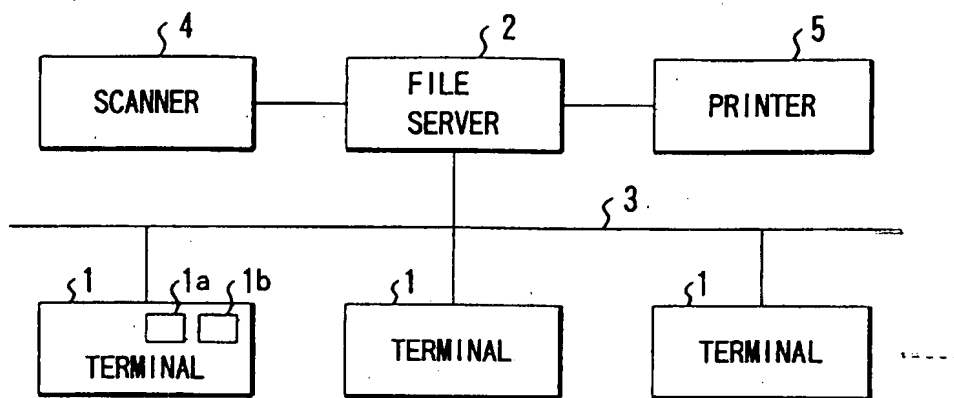 4
2
5
SCANNER
FILE
SERVER
PRINTER
3
1
1a
1b
1
1
TERMINAL
TERMINAL
TERMINAL